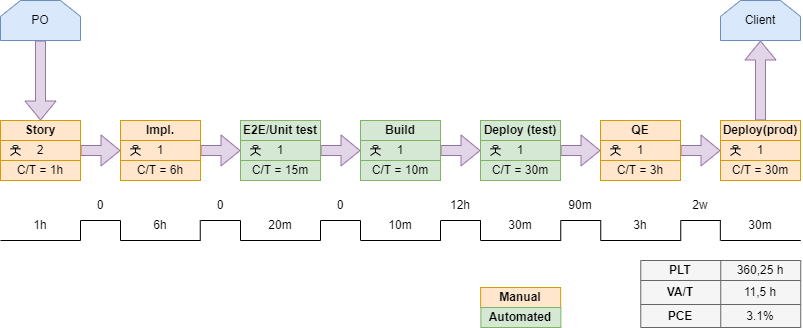 PO
Client
Story
2
C/T = 1h
Impl.
1
C/T = 6h
E2E/Unit test
1
C/T = 15m
Build
1
C/T = 10m
Deploy (test)
1
C/T = 30m
QE
1
C/T = 3h
Deploy(prod)
1
C/T = 30m
0
0
0
12h
90m
2w
1h
6h
20m
10m
30m
3h
30m
PLT 360,25 h
VA/T 11,5 h
PCE 3.1%
Manual
Automated